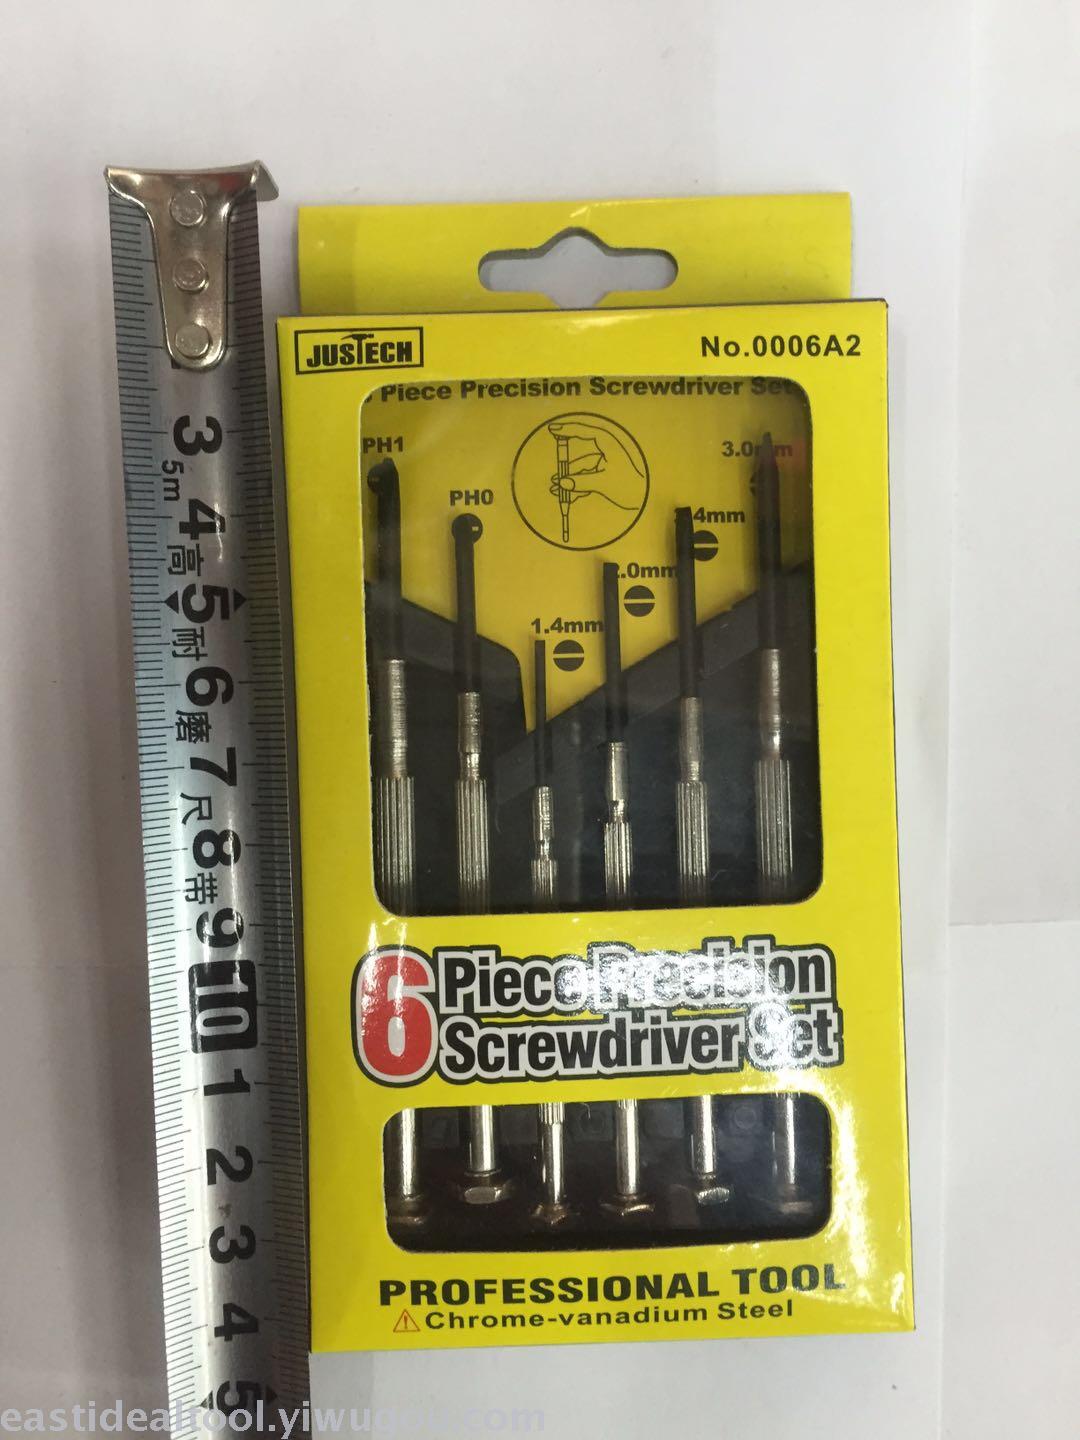 JUSTECH
No.0006A2
Piece Precision Screwdriver Set
PH1
PH0
1.4mm
2.0mm
4mm
3.0mm
6 Piece Precision
Screwdriver Set
PROFESSIONAL TOOL
Chrome-vanadium Steel
3
5m
4
高
5
耐
6
磨
7
尺
8
带
9
10
1
2
3
4
5
eastidealtool.yiwugou.com